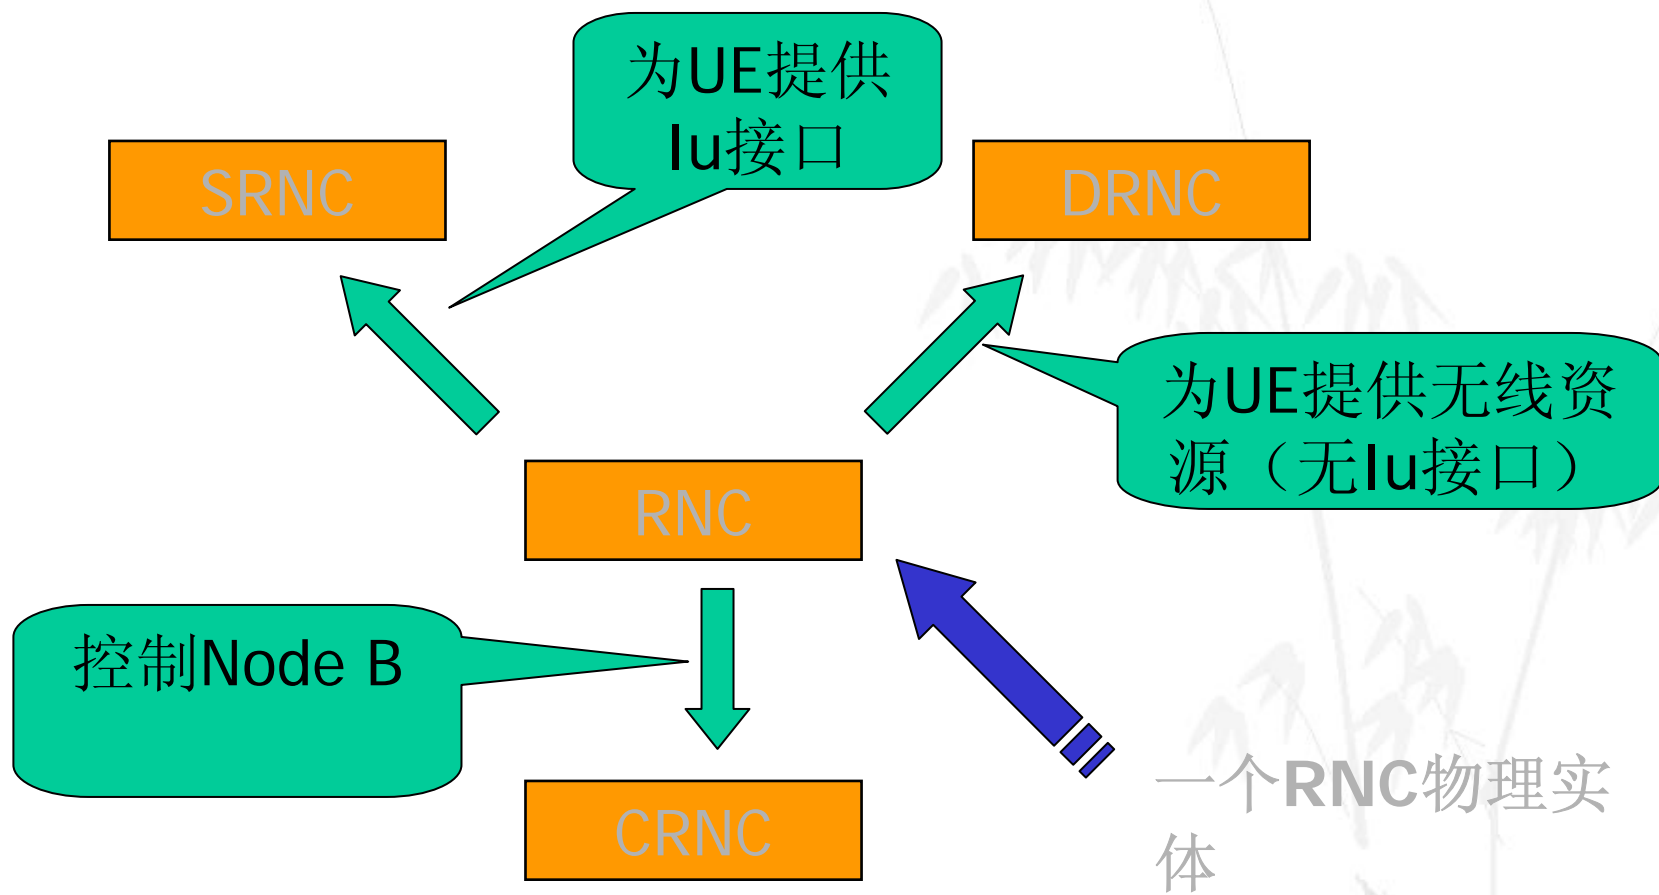 为UE提供
Iu接口
SRNC
DRNC
为UE提供无线资
源（无Iu接口）
RNC
控制Node B
一个RNC物理实
体
CRNC